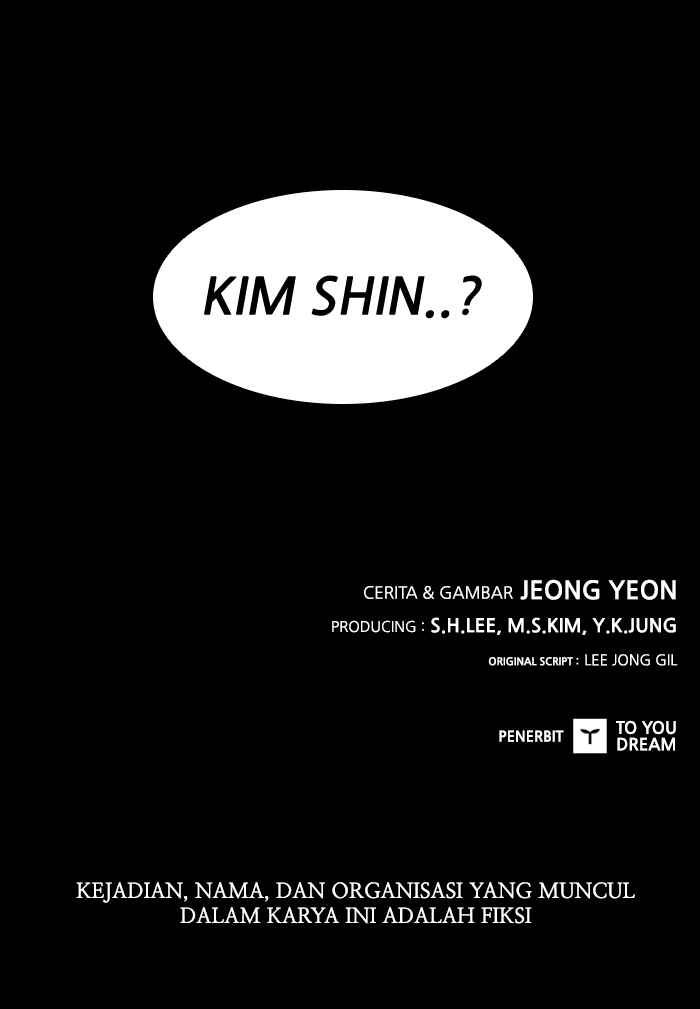 KIM SHIN..?
CERITA & GAMBAR JEONG YEON
PRODUCING : S.H.LEE, M.S.KIM, Y.K.JUNG
ORIGINAL SCRIPT : LEE JONG GIL
PENERBIT TO YOU
DREAM
KEJADIAN, NAMA, DAN ORGANISASI YANG MUNCUL
DALAM KARYA INI ADALAH FIKSI